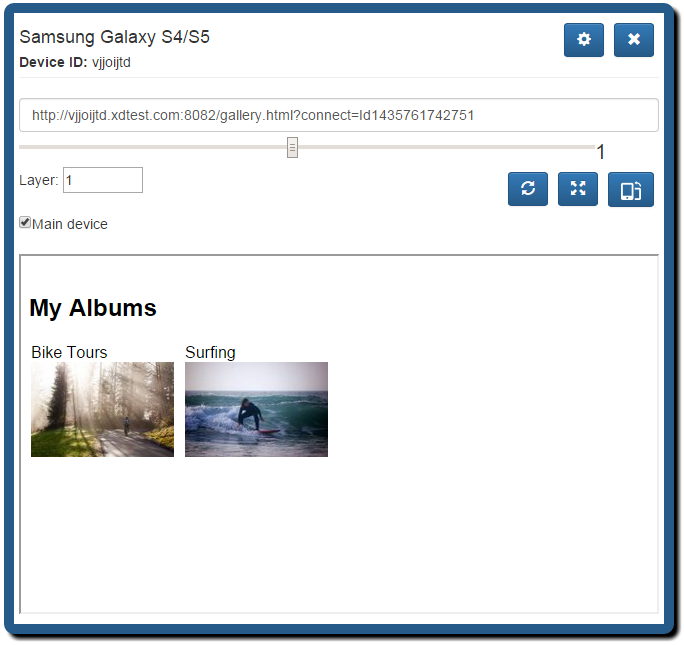 Samsung Galaxy S4/S5
Device ID: vjjoijtd
http://vjjoijtd.xdtest.com:8082/gallery.html?connect=Id1435761742751
1
Layer: 1
Main device
My Albums
Bike Tours Surfing